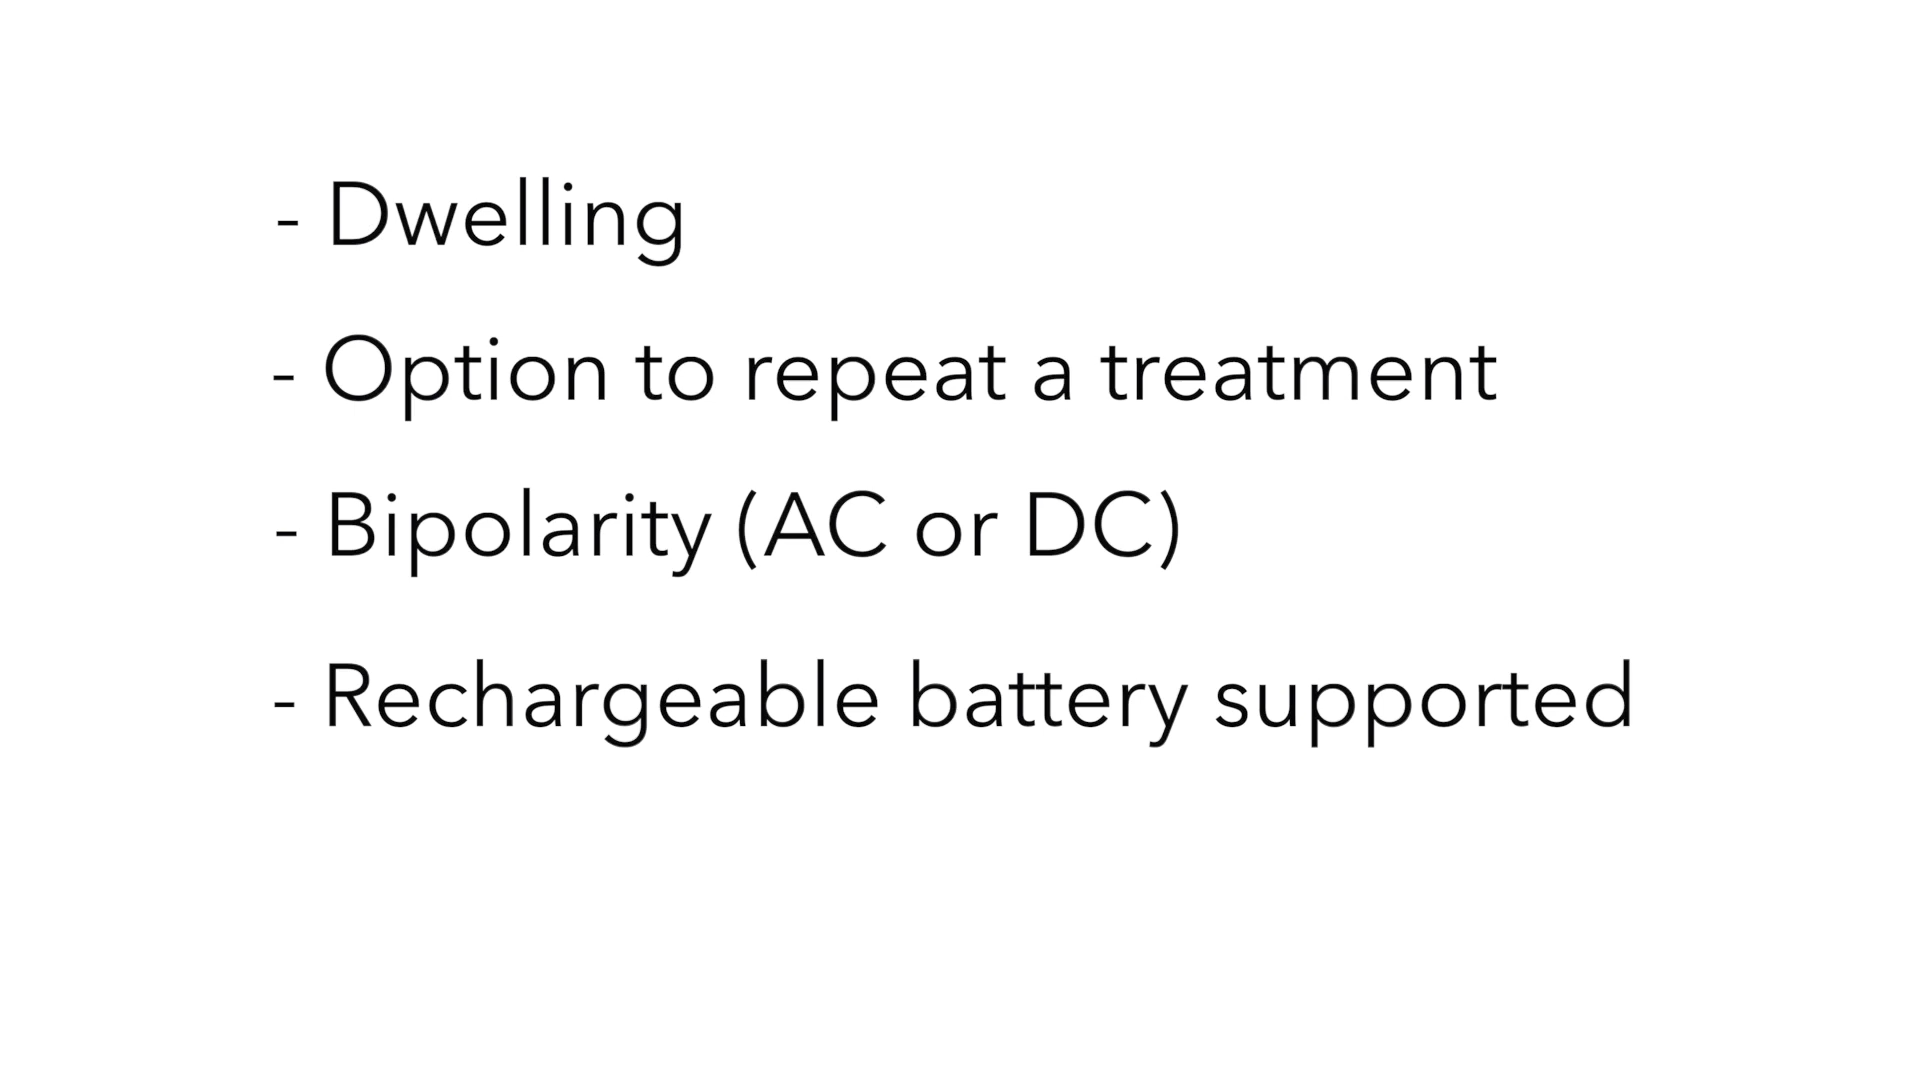 - Dwelling
- Option to repeat a treatment
- Bipolarity (AC or DC)
- Rechargeable battery supported